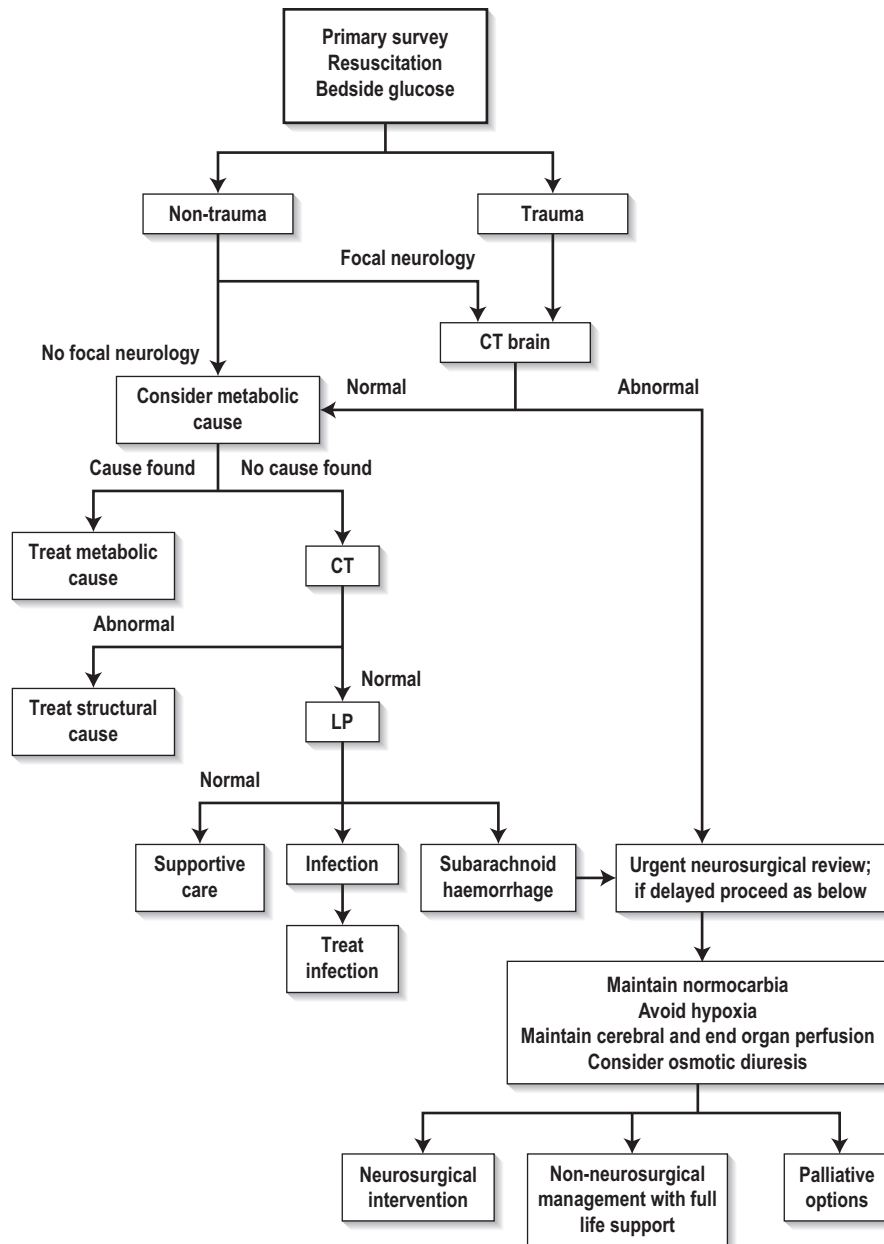 Primary survey
Resuscitation
Bedside glucose
Non-trauma
Trauma
Focal neurology
CT brain
No focal neurology
Normal
Abnormal
Consider metabolic
cause
Cause found
No cause found
Treat metabolic
cause
CT
Abnormal
Normal
Treat structural
cause
LP
Normal
Supportive
care
Infection
Subarachnoid
haemorrhage
Urgent neurosurgical review;
if delayed proceed as below
Treat
infection
Maintain normocarbia
Avoid hypoxia
Maintain cerebral and end organ perfusion
Consider osmotic diuresis
Neurosurgical
intervention
Non-neurosurgical
management with full
life support
Palliative
options